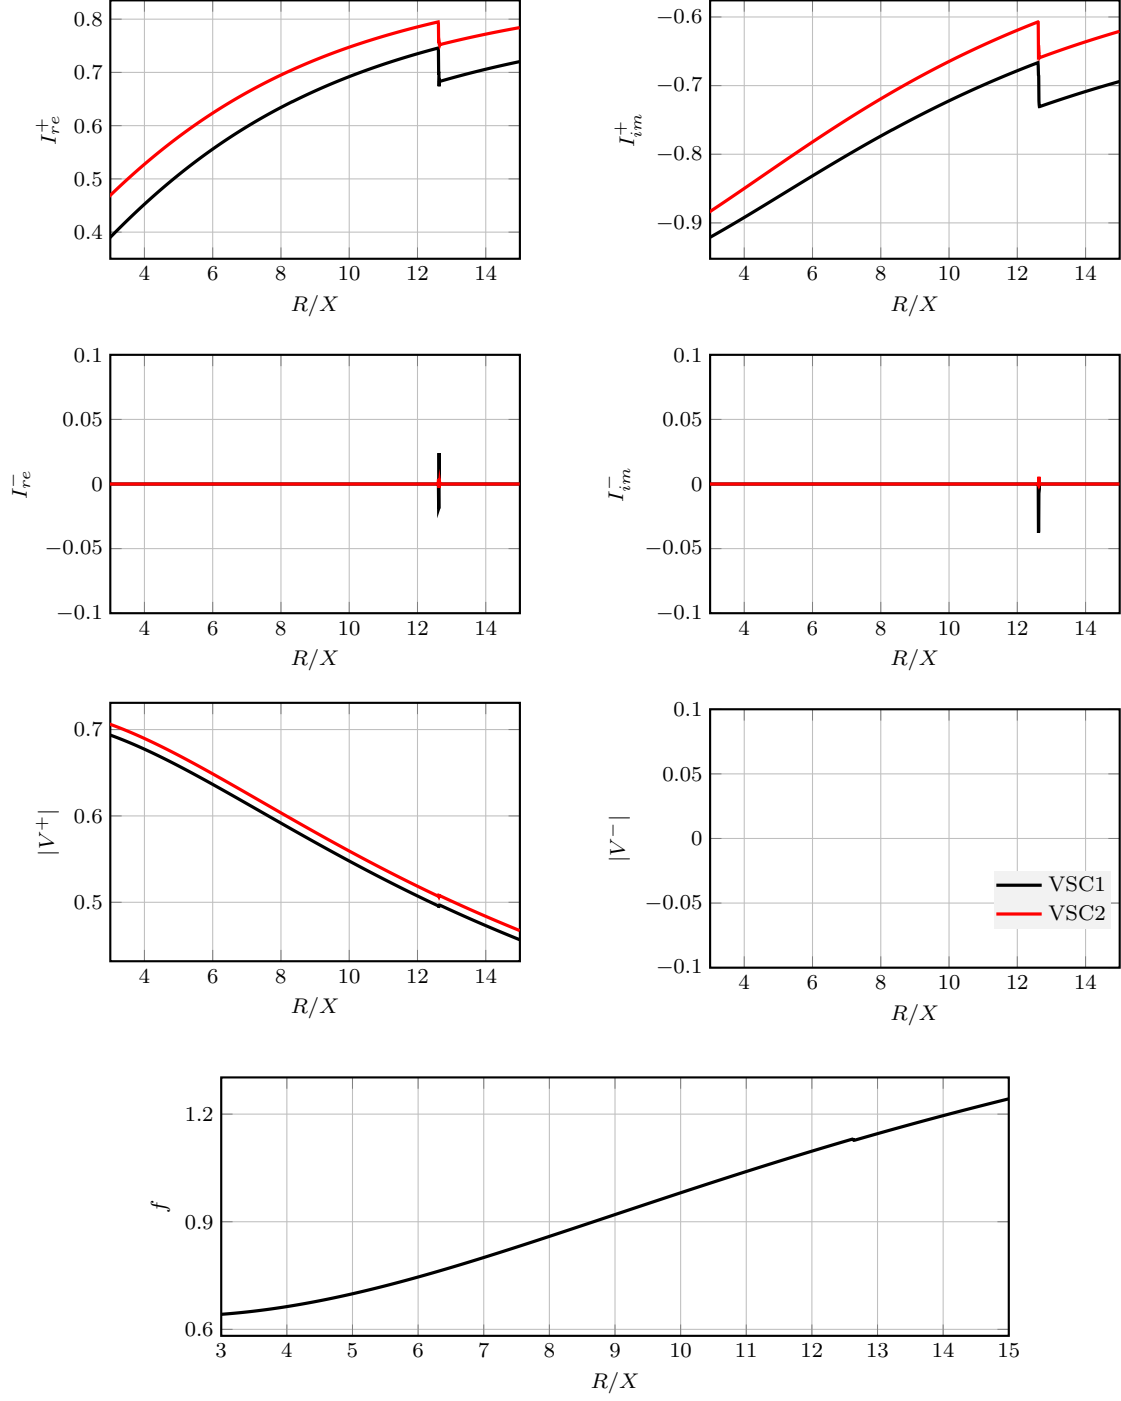 0.8
0.7
0.6
0.5
0.4
I_{re}^{+}
4 6 8 10 12 14
R/X
−0.6
−0.7
−0.8
−0.9
I_{im}^{+}
4 6 8 10 12 14
R/X
0.1
0.05
0
−0.05
−0.1
I_{re}^{−}
4 6 8 10 12 14
R/X
0.1
0.05
0
−0.05
−0.1
I_{im}^{−}
4 6 8 10 12 14
R/X
0.7
0.6
0.5
|V^{+}|
4 6 8 10 12 14
R/X
0.1
0.05
0
−0.05
−0.1
|V^{−}|
VSC1
VSC2
4 6 8 10 12 14
R/X
1.2
0.9
0.6
f
3 4 5 6 7 8 9 10 11 12 13 14 15
R/X